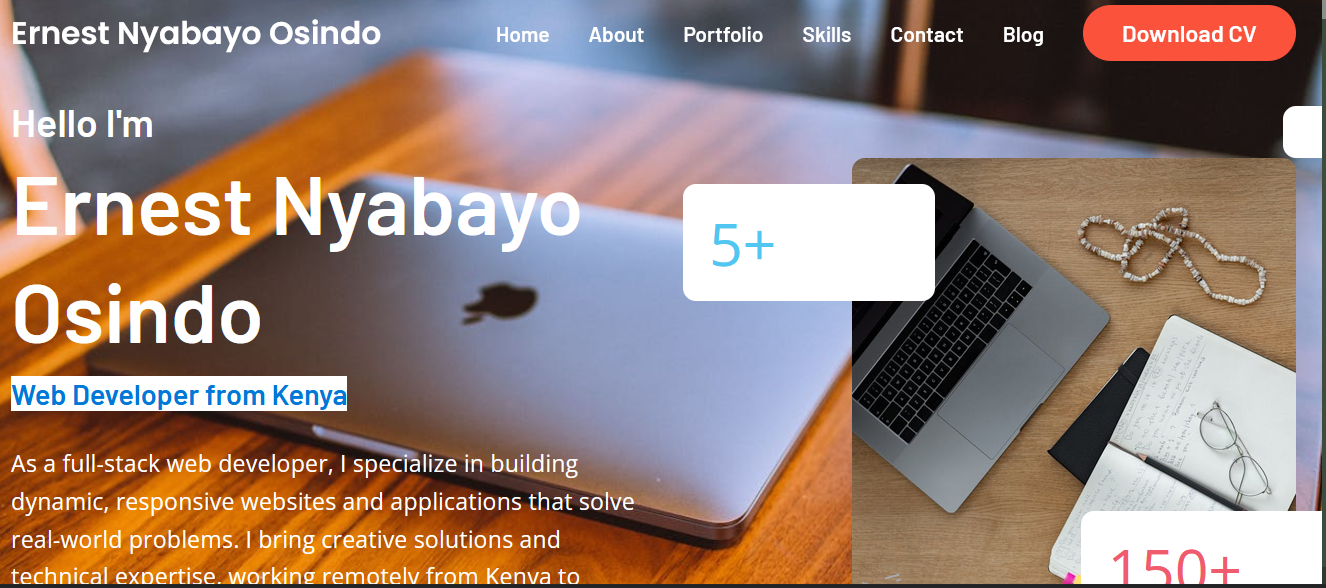 Ernest Nyabayo Osindo
Home About Portfolio Skills Contact Blog Download CV
Hello I'm
Ernest Nyabayo
Osindo
Web Developer from Kenya
As a full-stack web developer, I specialize in building
dynamic, responsive websites and applications that solve
real-world problems. I bring creative solutions and
technical expertise, working remotely from Kenya to
5+
150+